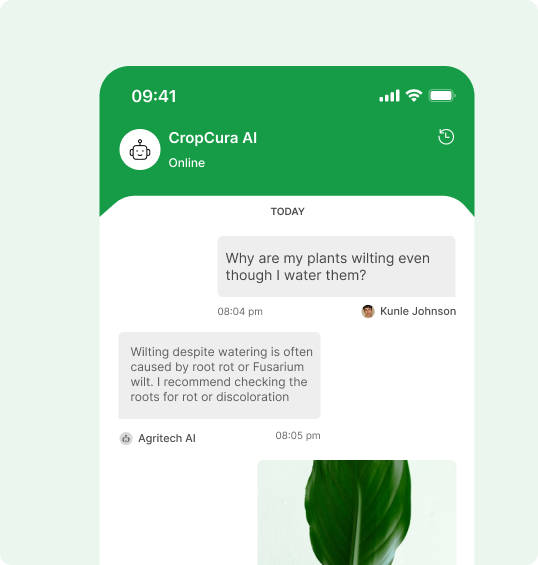 09:41
CropCura AI
Online
TODAY
Why are my plants wilting even
though I water them?
08:04 pm
Kunle Johnson
Wilting despite watering is often
caused by root rot or Fusarium
wilt. I recommend checking the
roots for rot or discoloration
Agritech AI
08:05 pm